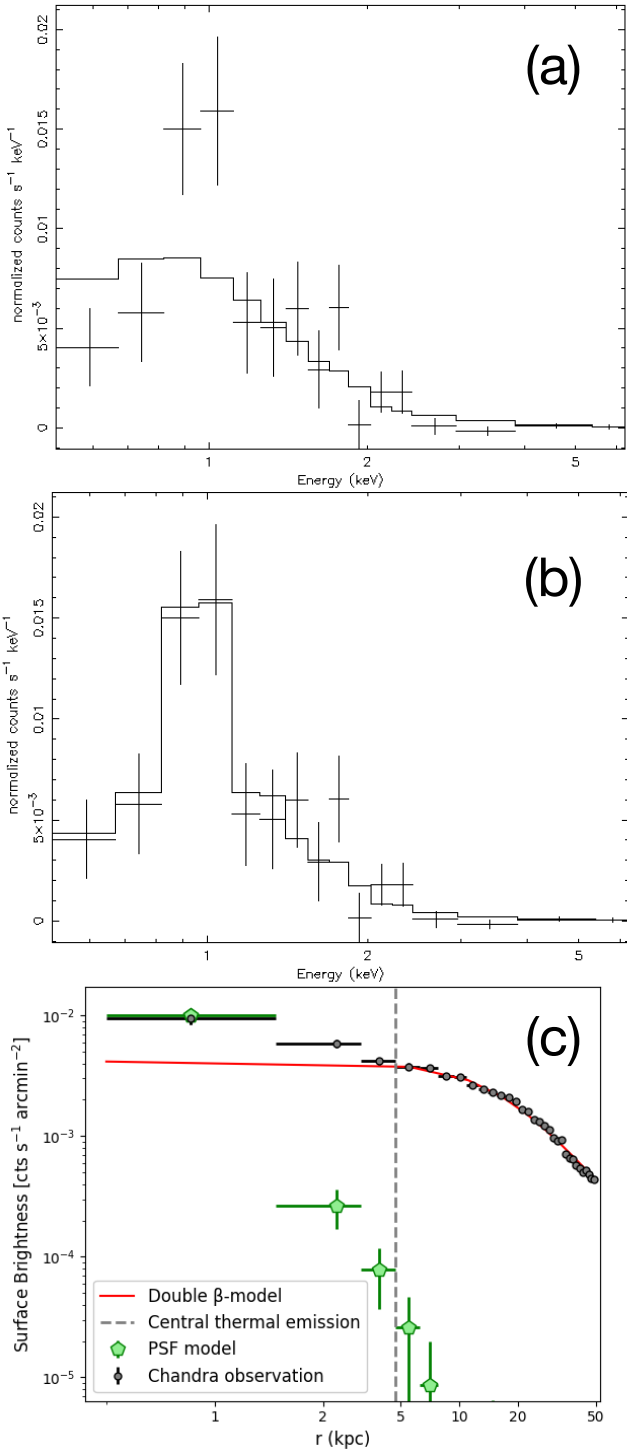 (a)
0.02
0.015
0.01
5×10⁻³
0
normalized counts s⁻¹ keV⁻¹
1
2
5
Energy (keV)
(b)
0.02
0.015
0.01
5×10⁻³
0
normalized counts s⁻¹ keV⁻¹
1
2
5
Energy (keV)
(c)
10⁻²
10⁻³
10⁻⁴
10⁻⁵
Surface Brightness [cts s⁻¹ arcmin⁻²]
Double β-model
Central thermal emission
PSF model
Chandra observation
1
2
5
10
20
50
r (kpc)